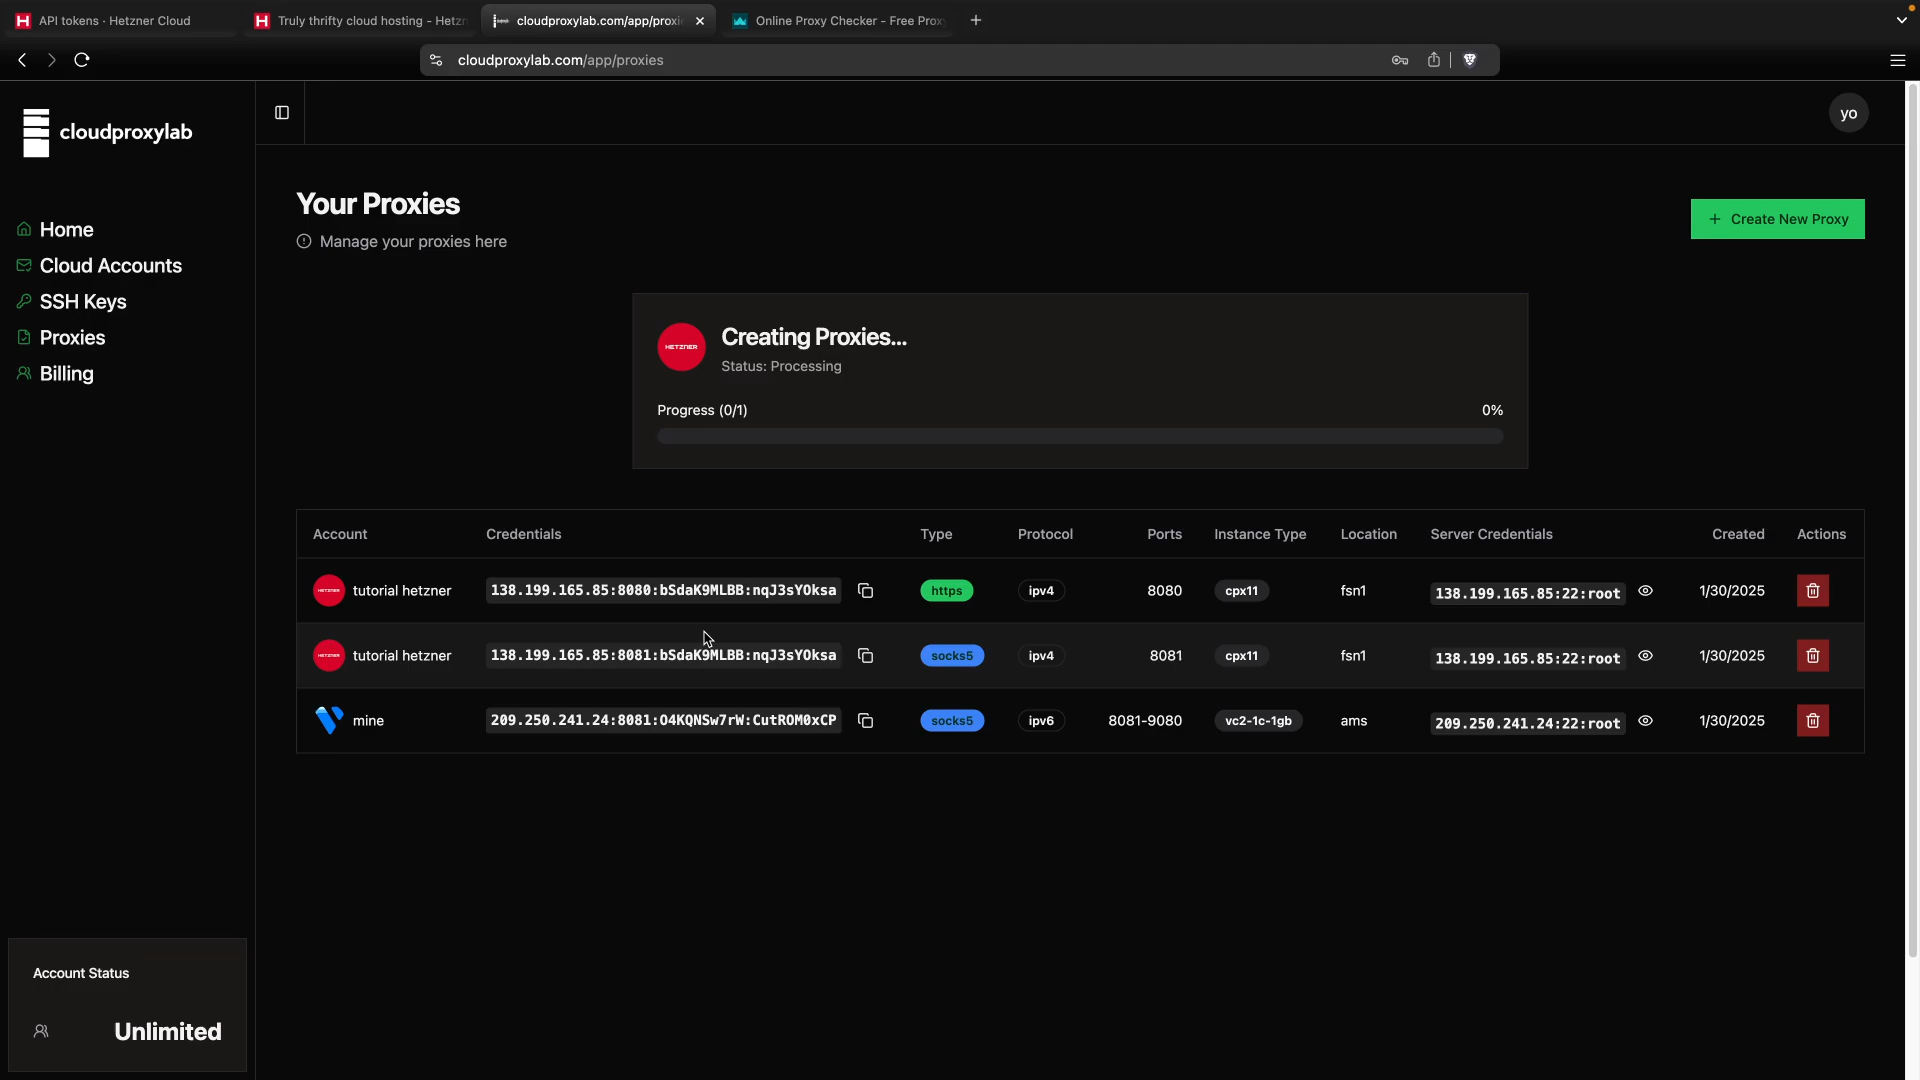 API tokens · Hetzner Cloud
Truly thrifty cloud hosting - Hetz
cloudproxylab.com/app/proxi
Online Proxy Checker - Free Prox
cloudproxylab.com/app/proxies
cloudproxylab
yo
Home
Cloud Accounts
SSH Keys
Proxies
Billing
Your Proxies
Manage your proxies here
Create New Proxy
HETZNER
Creating Proxies...
Status: Processing
Progress (0/1) 0%
Account Credentials Type Protocol Ports Instance Type Location Server Credentials Created Actions
HETZNER tutorial hetzner 138.199.165.85:8080:bSdaK9MLBB:nqJ3sYOksa https ipv4 8080 cpx11 fsn1 138.199.165.85:22:root 1/30/2025
HETZNER tutorial hetzner 138.199.165.85:8081:bSdaK9MLBB:nqJ3sYOksa socks5 ipv4 8081 cpx11 fsn1 138.199.165.85:22:root 1/30/2025
mine 209.250.241.24:8081:O4KQNSw7rW:CutROM0xCP socks5 ipv6 8081-9080 vc2-1c-1gb ams 209.250.241.24:22:root 1/30/2025
Account Status
Unlimited